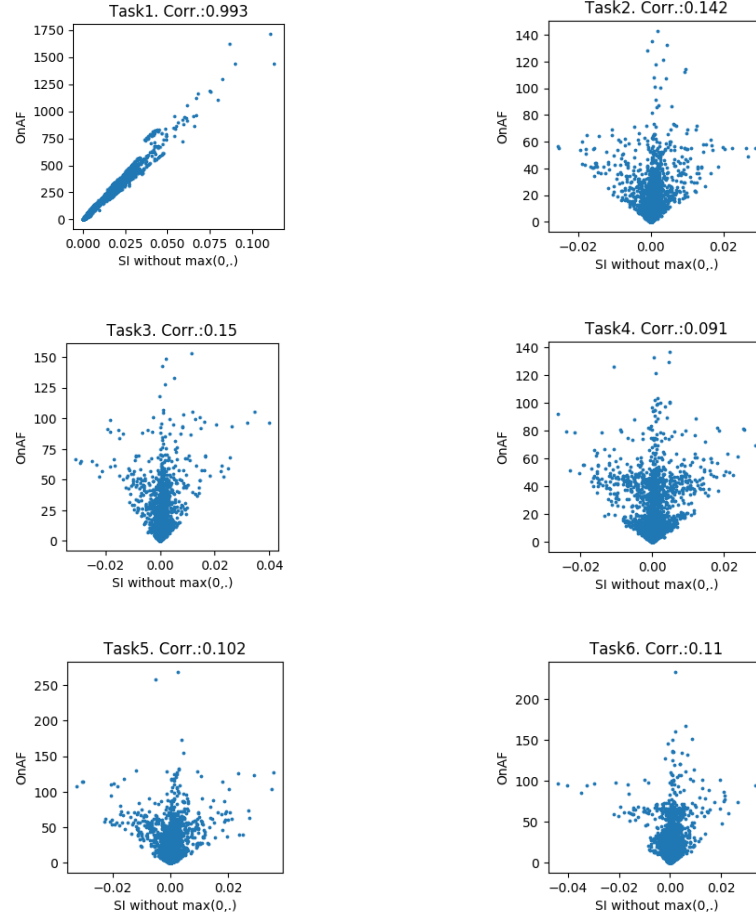 Task1. Corr.:0.993
OnAF
1750
1500
1250
1000
750
500
250
0
0.000 0.025 0.050 0.075 0.100
SI without max(0,.)
Task2. Corr.:0.142
OnAF
140
120
100
80
60
40
20
0
−0.02 0.00 0.02
SI without max(0,.)
Task3. Corr.:0.15
OnAF
150
125
100
75
50
25
0
−0.02 0.00 0.02 0.04
SI without max(0,.)
Task4. Corr.:0.091
OnAF
140
120
100
80
60
40
20
0
−0.02 0.00 0.02
SI without max(0,.)
Task5. Corr.:0.102
OnAF
250
200
150
100
50
0
−0.02 0.00 0.02
SI without max(0,.)
Task6. Corr.:0.11
OnAF
200
150
100
50
0
−0.04 −0.02 0.00 0.02
SI without max(0,.)